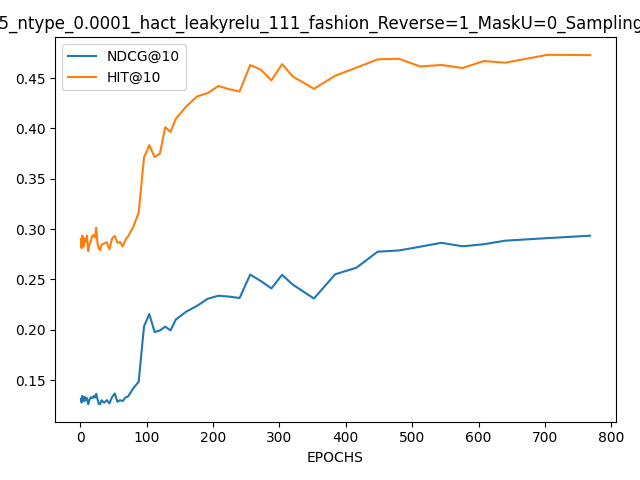 5_ntype_0.0001_hact_leakyrelu_111_fashion_Reverse=1_MaskU=0_Sampling
NDCG@10
HIT@10
0.45
0.40
0.35
0.30
0.25
0.20
0.15
0 100 200 300 400 500 600 700 800
EPOCHS